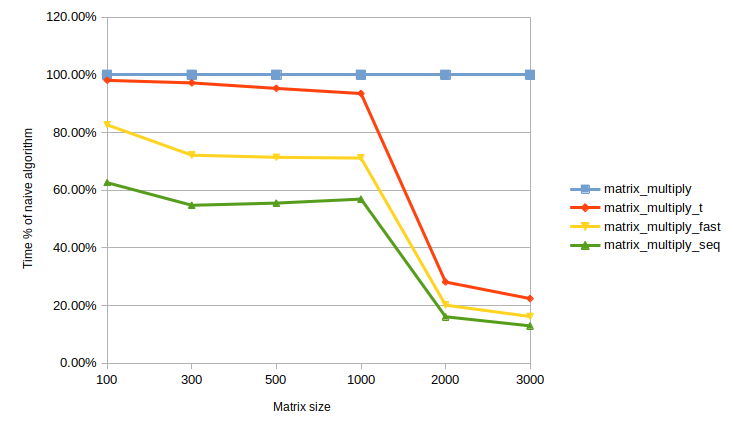 120.00%
100.00%
80.00%
60.00%
40.00%
20.00%
0.00%
Time % of naive algorithm
100 300 500 1000 2000 3000
Matrix size
matrix_multiply
matrix_multiply_t
matrix_multiply_fast
matrix_multiply_seq